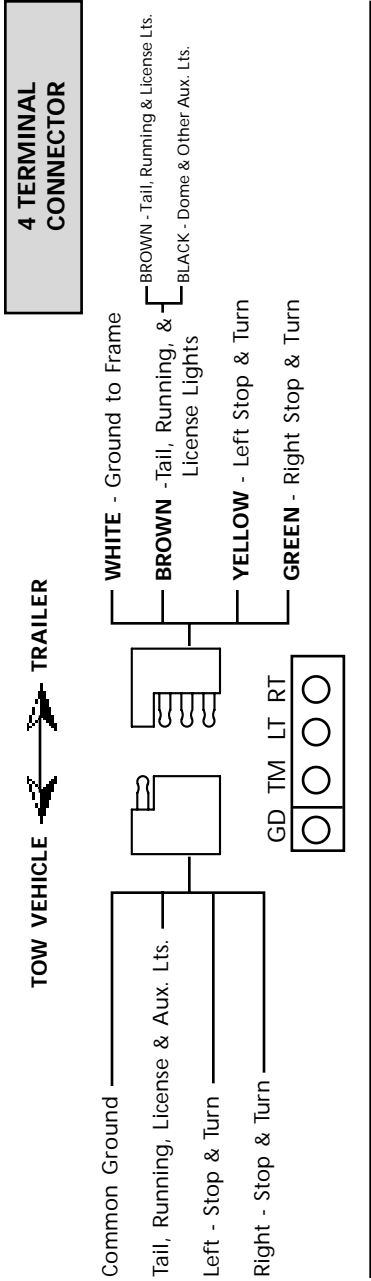 4 TERMINAL
CONNECTOR
TOW VEHICLE
TRAILER
Common Ground
Tail, Running, License & Aux. Lts.
Left - Stop & Turn
Right - Stop & Turn
WHITE - Ground to Frame
BROWN -Tail, Running, &
License Lights
BROWN - Tail, Running & License Lts.
BLACK - Dome & Other Aux. Lts.
YELLOW - Left Stop & Turn
GREEN - Right Stop & Turn
GD TM LT RT